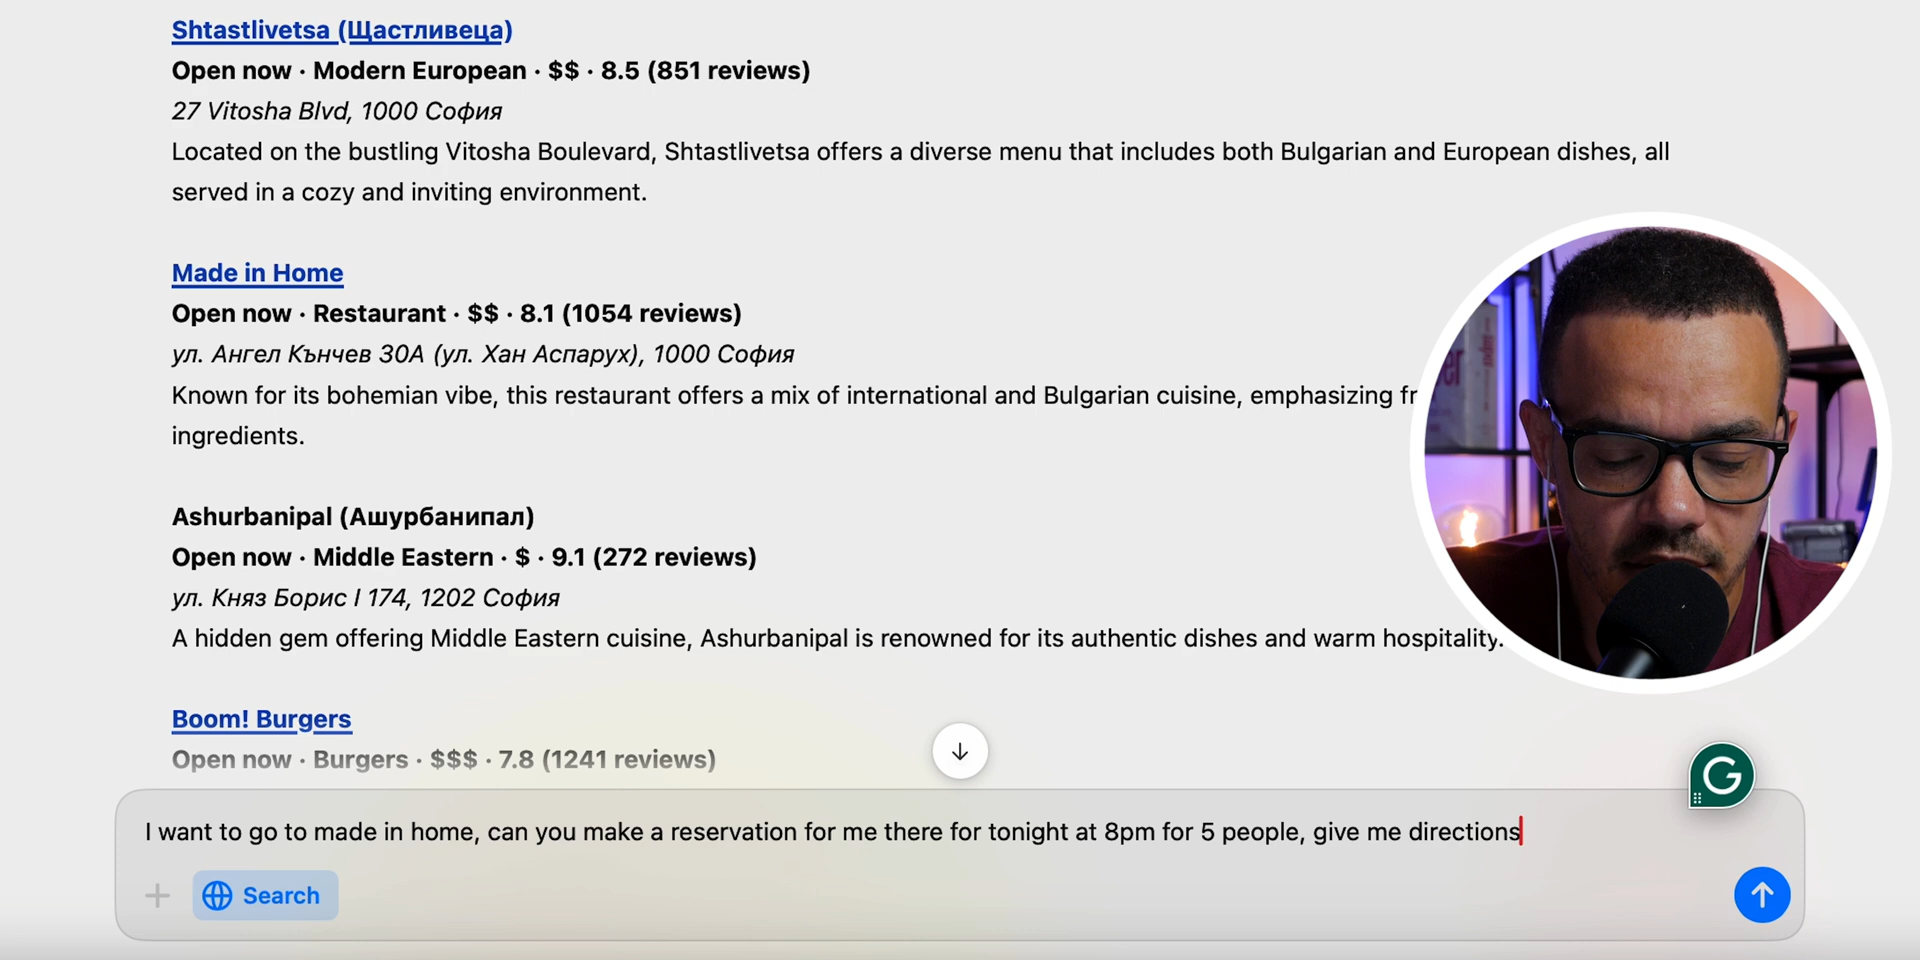 Shtastlivetsa (Щастливеца)
Open now · Modern European · $$ · 8.5 (851 reviews)
27 Vitosha Blvd, 1000 София
Located on the bustling Vitosha Boulevard, Shtastlivetsa offers a diverse menu that includes both Bulgarian and European dishes, all
served in a cozy and inviting environment.
Made in Home
Open now · Restaurant · $$ · 8.1 (1054 reviews)
ул. Ангел Кънчев 30А (ул. Хан Аспарух), 1000 София
Known for its bohemian vibe, this restaurant offers a mix of international and Bulgarian cuisine, emphasizing
ingredients.
Ashurbanipal (Ашурбанипал)
Open now · Middle Eastern · $ · 9.1 (272 reviews)
ул. Княз Борис I 174, 1202 София
A hidden gem offering Middle Eastern cuisine, Ashurbanipal is renowned for its authentic dishes and warm hospitality.
Boom! Burgers
Open now · Burgers · $$$ · 7.8 (1241 reviews)
I want to go to made in home, can you make a reservation for me there for tonight at 8pm for 5 people, give me directions
Search